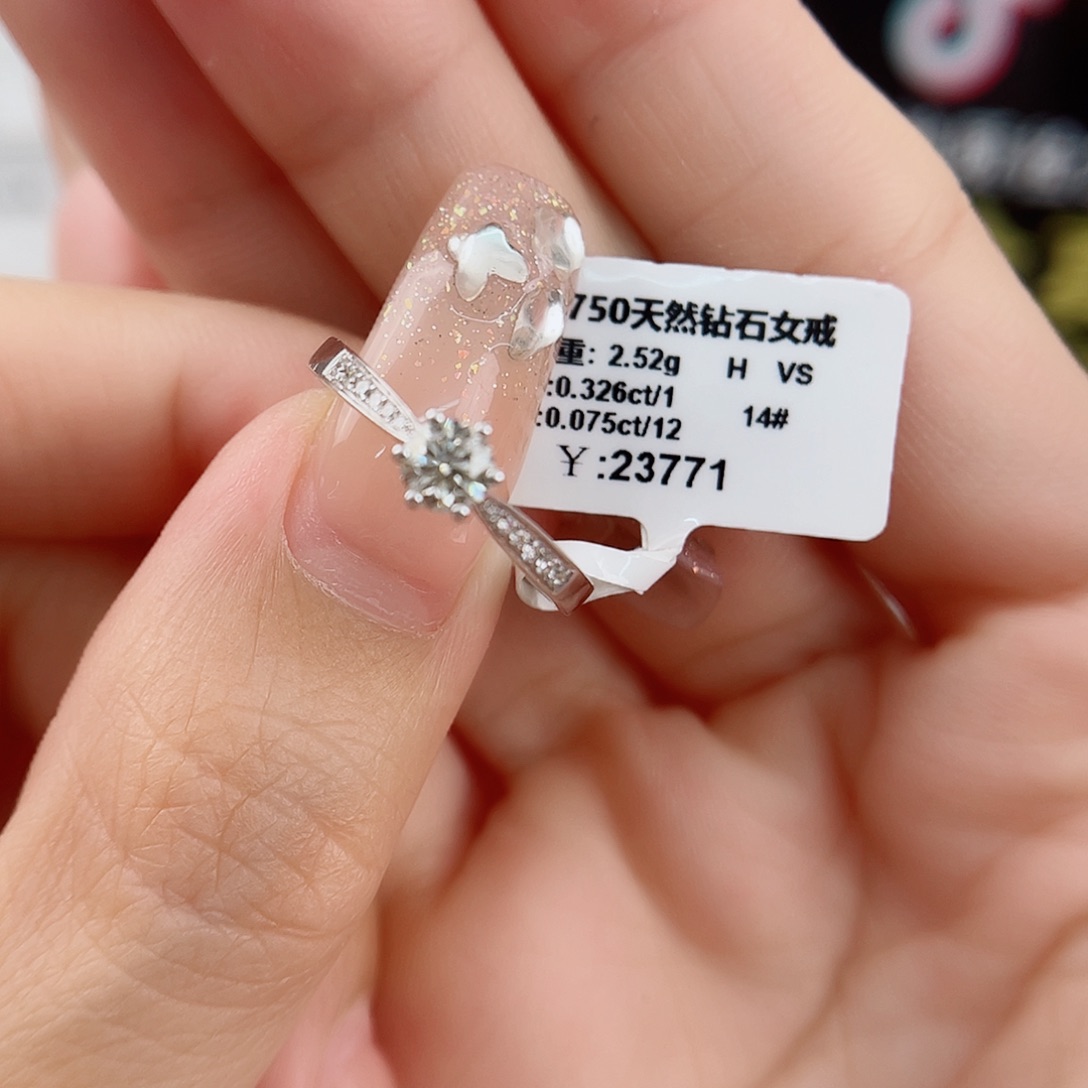 750天然钻石女戒
重: 2.52g H VS
:0.326ct/1
:0.075ct/12 14#
￥:23771